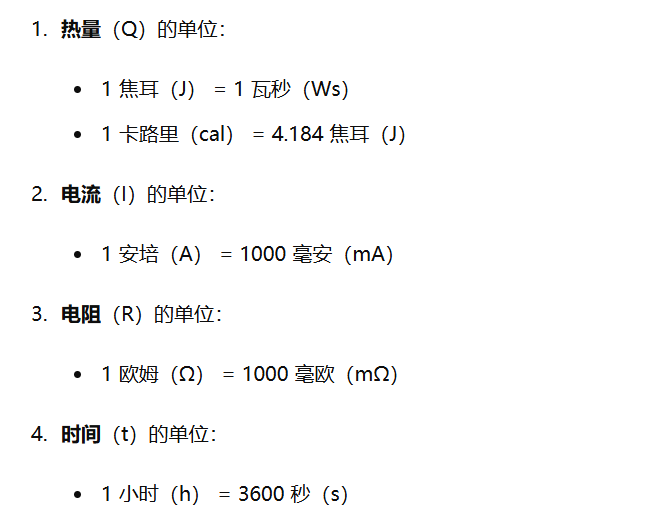 1. 热量（Q）的单位：
• 1 焦耳（J） = 1 瓦秒（Ws）
• 1 卡路里（cal） = 4.184 焦耳（J）
2. 电流（I）的单位：
• 1 安培（A） = 1000 毫安（mA）
3. 电阻（R）的单位：
• 1 欧姆（Ω） = 1000 毫欧（mΩ）
4. 时间（t）的单位：
• 1 小时（h） = 3600 秒（s）